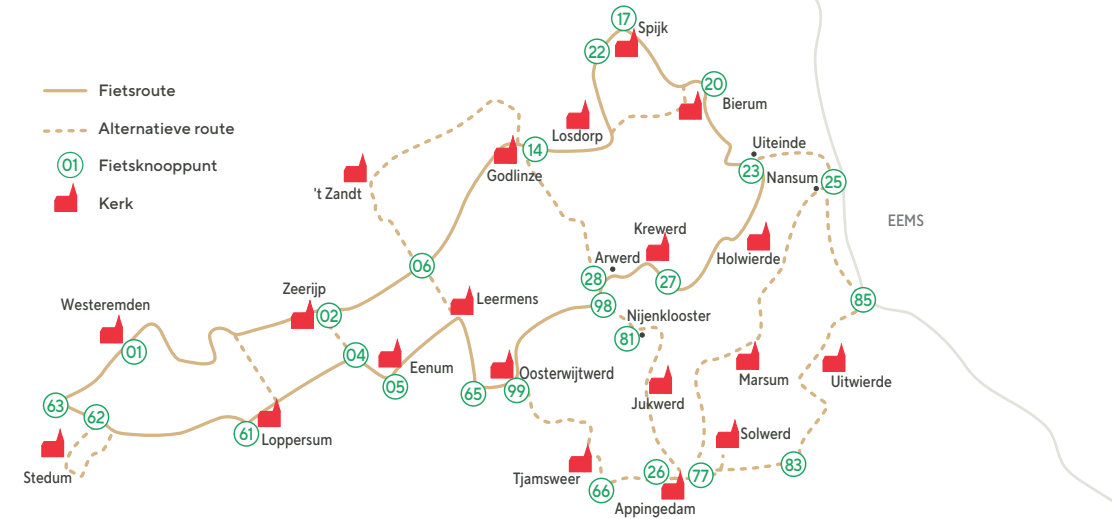 17
Spijk
22
20
Bierum
Fietsroute
Alternatieve route
01
Fietsknooppunt
Kerk
Losdorp
14
Godlinze
't Zandt
Uiteinde
23
Nansum
25
EEMS
Krewerd
Arwerd
Holwierde
06
28
27
98
85
Zeerijp
02
Leermens
Westeremden
01
Nijenklooster
81
04
Eenum
05
Oosterwijtwerd
65
99
Marsum
Uitwierde
Jukwerd
63
62
61
Loppersum
Stedum
Solwerd
Tjamsweer
66
26
77
83
Appingedam